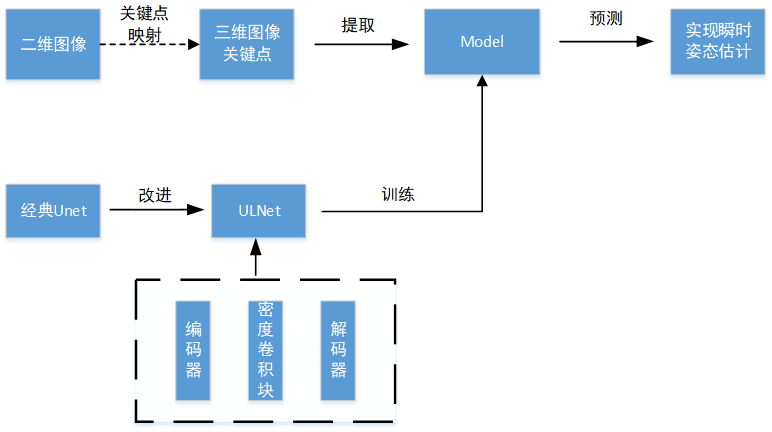 二维图像
关键点
映射
三维图像
关键点
提取
Model
预测
实现瞬时
姿态估计
经典Unet
改进
ULNet
训练
编码器
密度卷积块
解码器